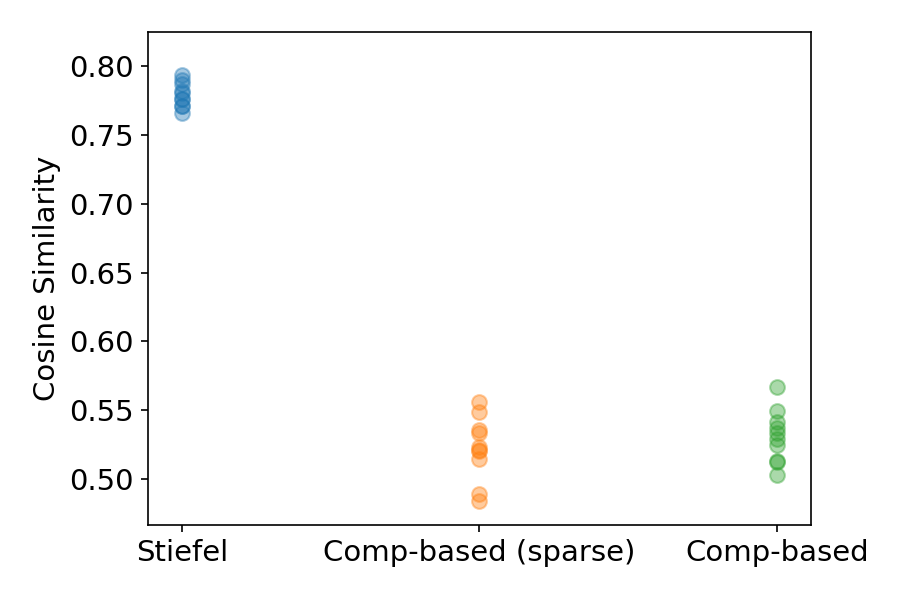 Cosine Similarity
0.80
0.75
0.70
0.65
0.60
0.55
0.50
Stiefel
Comp-based (sparse)
Comp-based